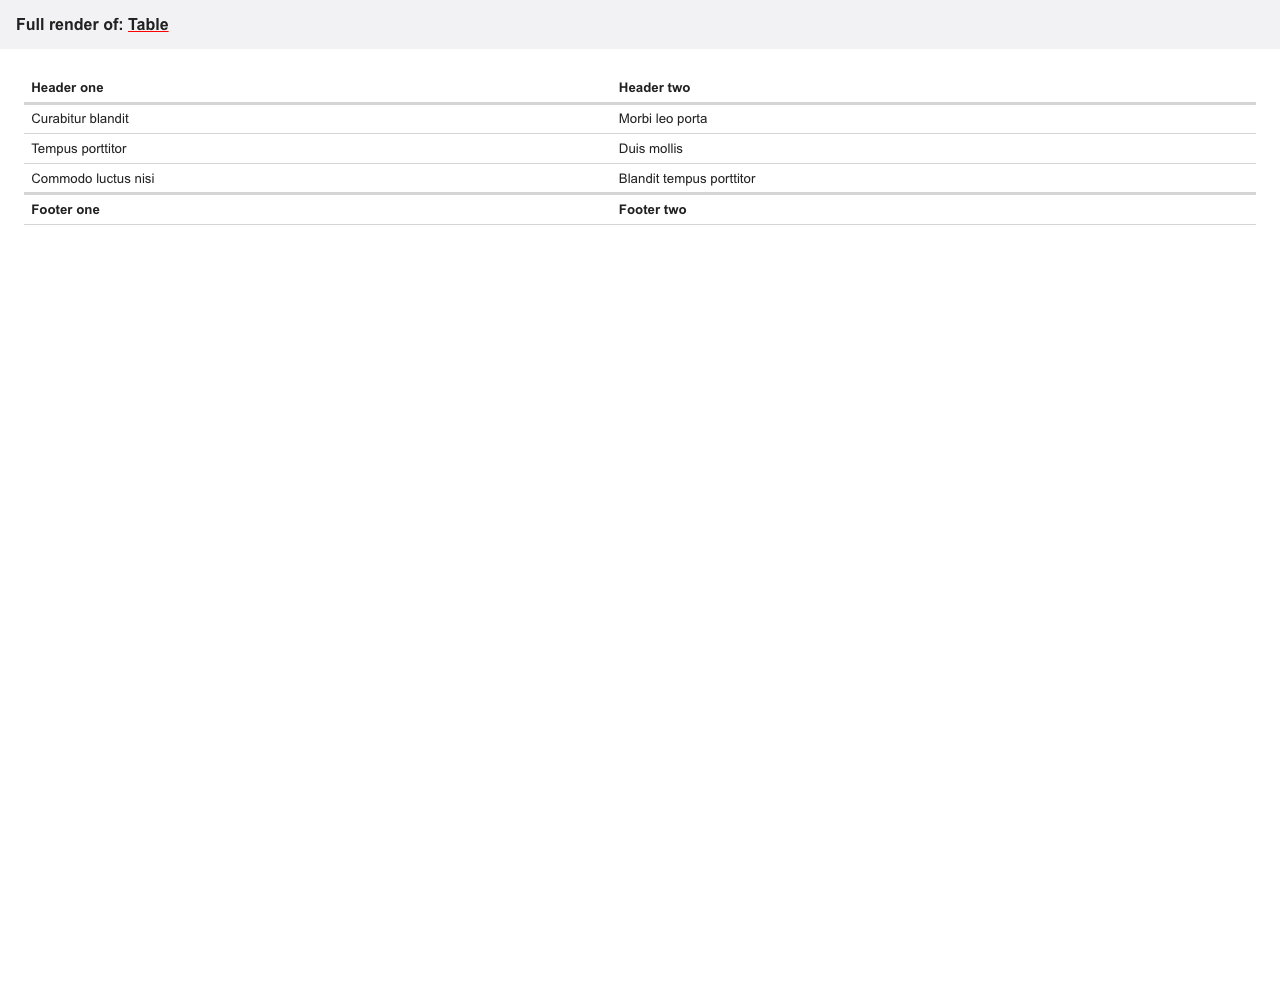 Full render of: Table
Header one Header two
Curabitur blandit Morbi leo porta
Tempus porttitor Duis mollis
Commodo luctus nisi Blandit tempus porttitor
Footer one Footer two